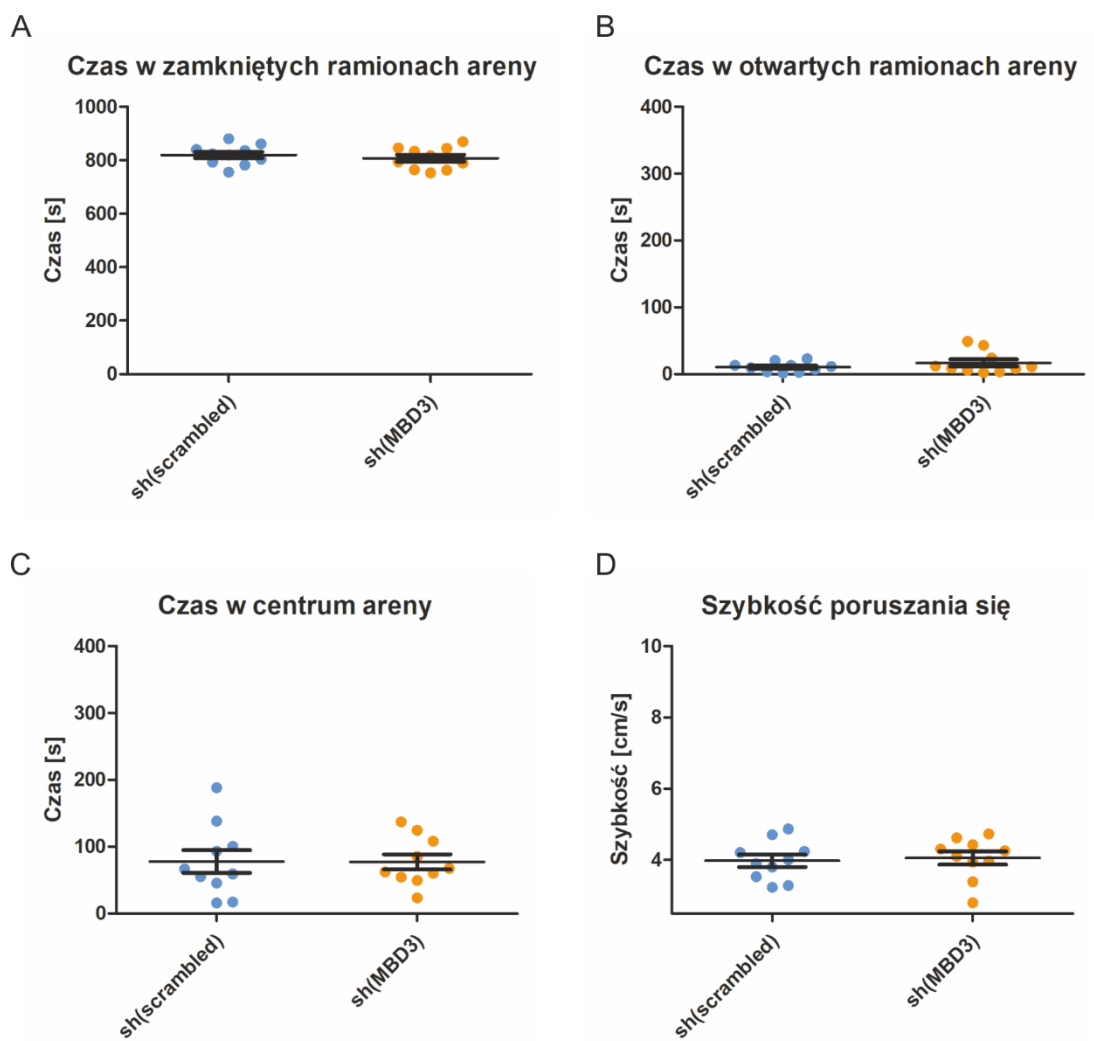 A
Czas w zamkniętych ramionach areny
1000
800
600
400
200
0
Czas [s]
sh(scrambled)
sh(MBD3)
B
Czas w otwartych ramionach areny
400
300
200
100
0
Czas [s]
sh(scrambled)
sh(MBD3)
C
Czas w centrum areny
400
300
200
100
0
Czas [s]
sh(scrambled)
sh(MBD3)
D
Szybkość poruszania się
10
8
6
4
Szybkość [cm/s]
sh(scrambled)
sh(MBD3)